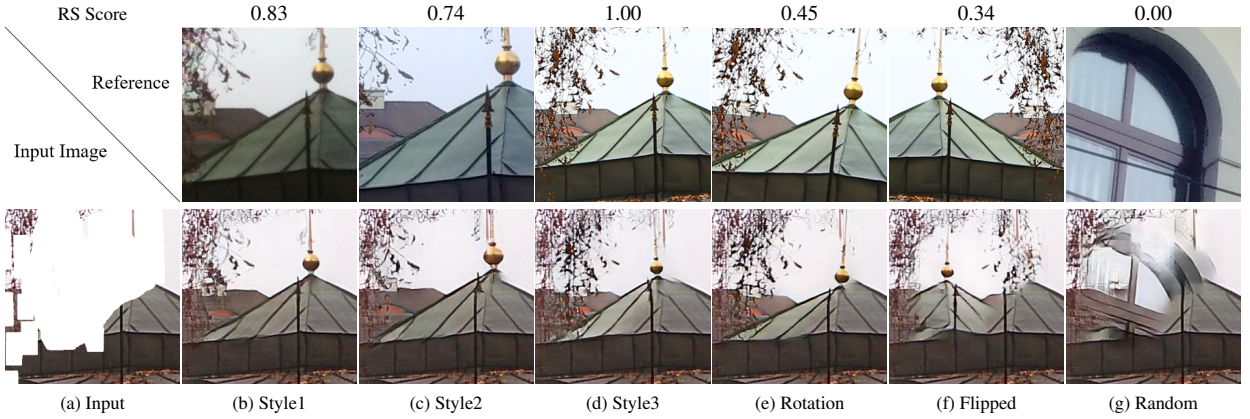 RS Score 0.83 0.74 1.00 0.45 0.34 0.00
Reference
Input Image
(a) Input (b) Style1 (c) Style2 (d) Style3 (e) Rotation (f) Flipped (g) Random